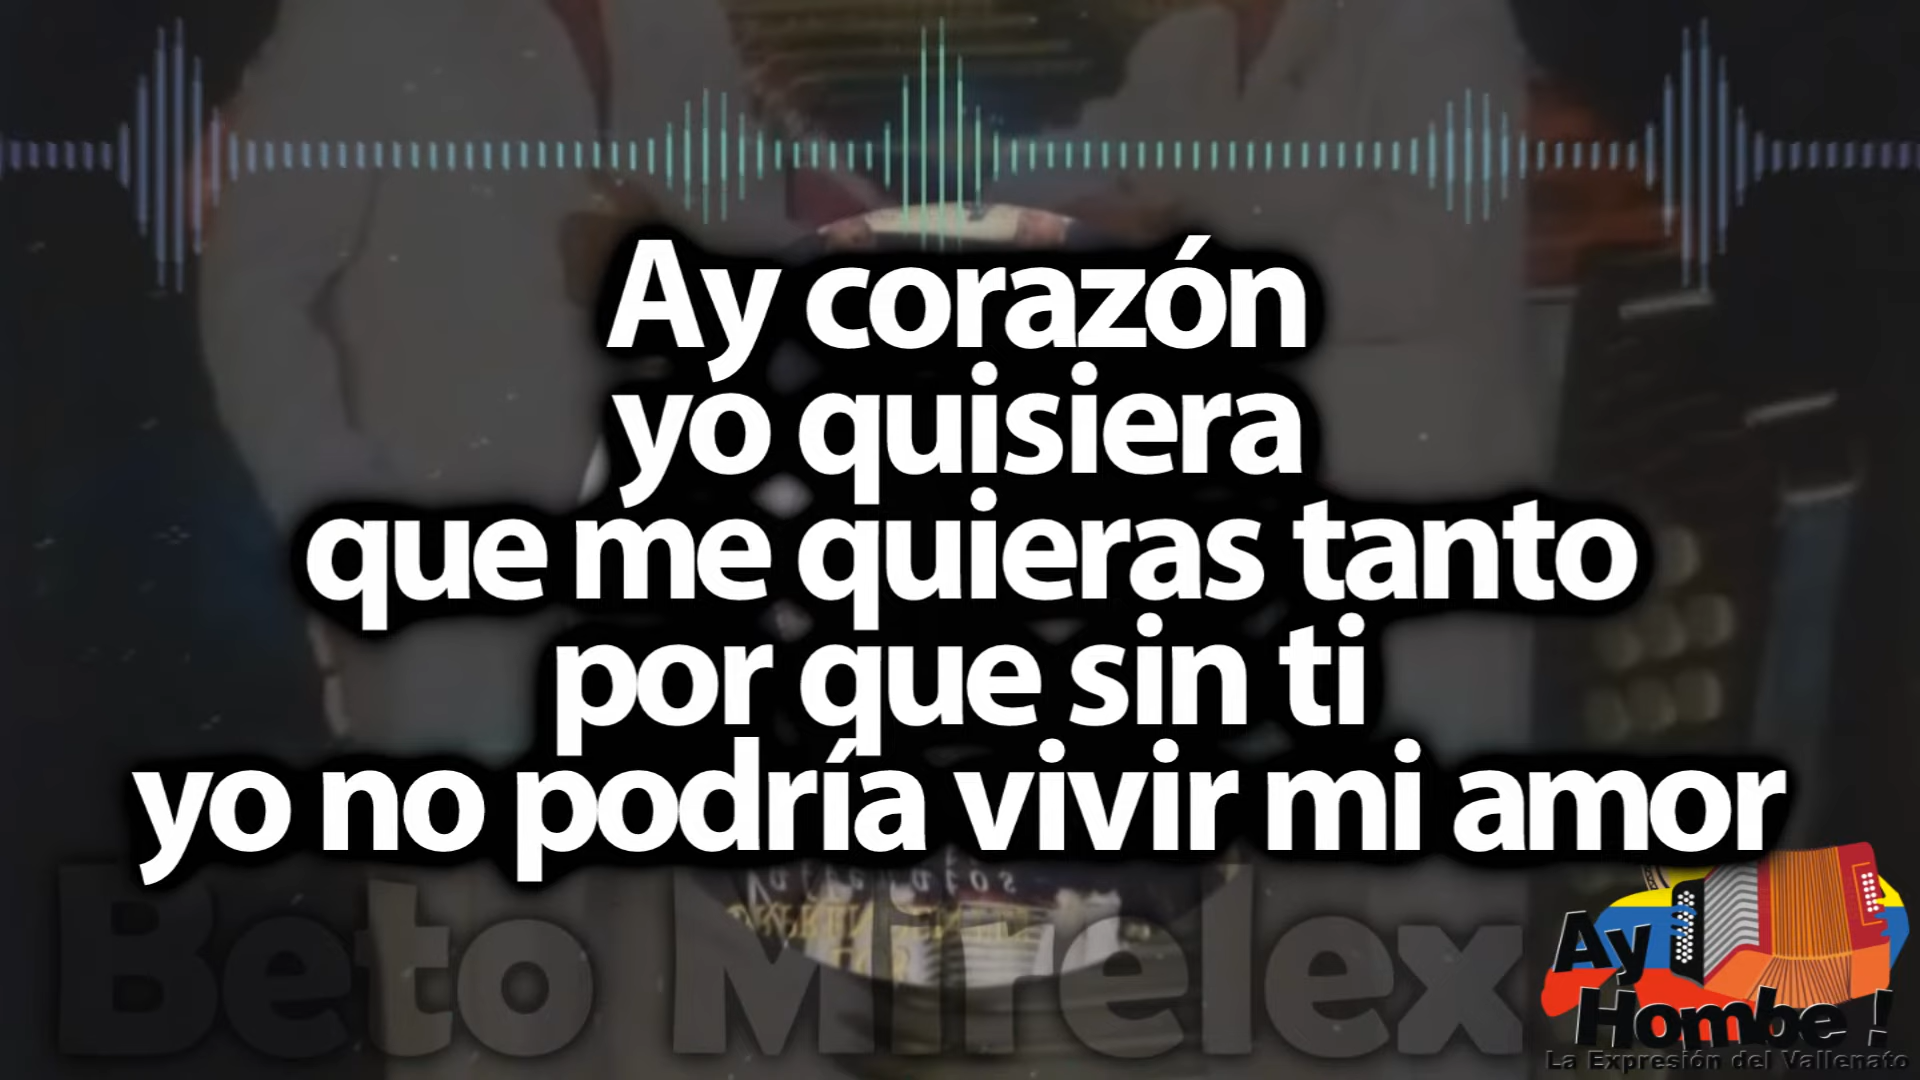 Ay corazón
yo quisiera
que me quieras tanto
por que sin ti
yo no podría vivir mi amor
Beto Mirelex
Ay
Hombe !
La Expresión del Vallenato